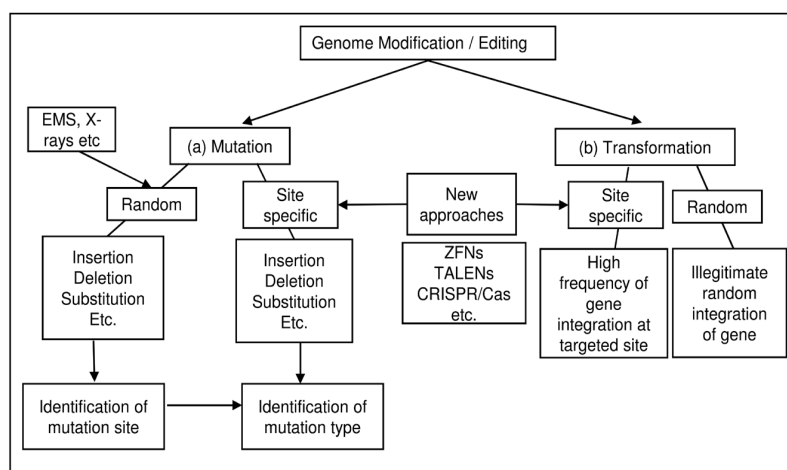 Genome Modification / Editing
EMS, X-
rays etc
(a) Mutation
(b) Transformation
Random
Site
specific
New
approaches
Site
specific
Random
Insertion
Deletion
Substitution
Etc.
Insertion
Deletion
Substitution
Etc.
ZFNs
TALENs
CRISPR/Cas
etc.
High
frequency of
gene
integration at
targeted site
Illegitimate
random
integration
of gene
Identification of
mutation site
Identification of
mutation type